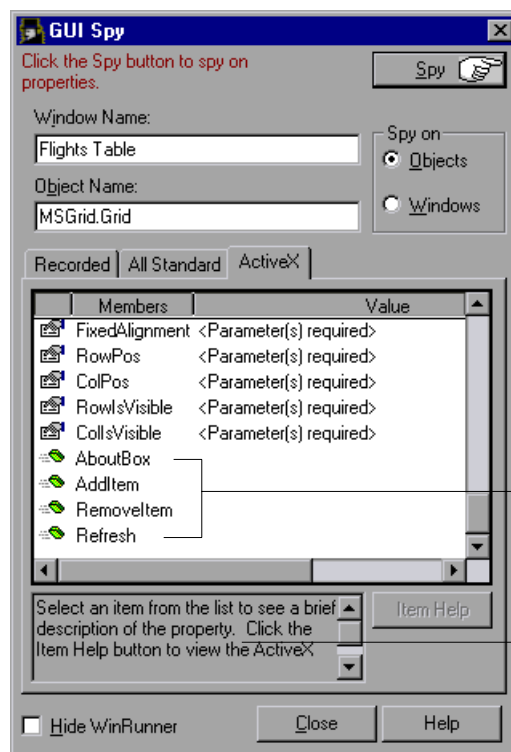 GUI Spy
Click the Spy button to spy on
properties.
Spy
Window Name:
Flights Table
Spy on
Objects
Windows
Object Name:
MSGrid.Grid
Recorded
All Standard
ActiveX
Members Value
FixedAlignment <Parameter(s) required>
RowPos <Parameter(s) required>
ColPos <Parameter(s) required>
RowIsVisible <Parameter(s) required>
ColIsVisible <Parameter(s) required>
AboutBox
AddItem
RemoveItem
Refresh
Select an item from the list to see a brief
description of the property. Click the
Item Help button to view the ActiveX
Item Help
Hide WinRunner
Close
Help